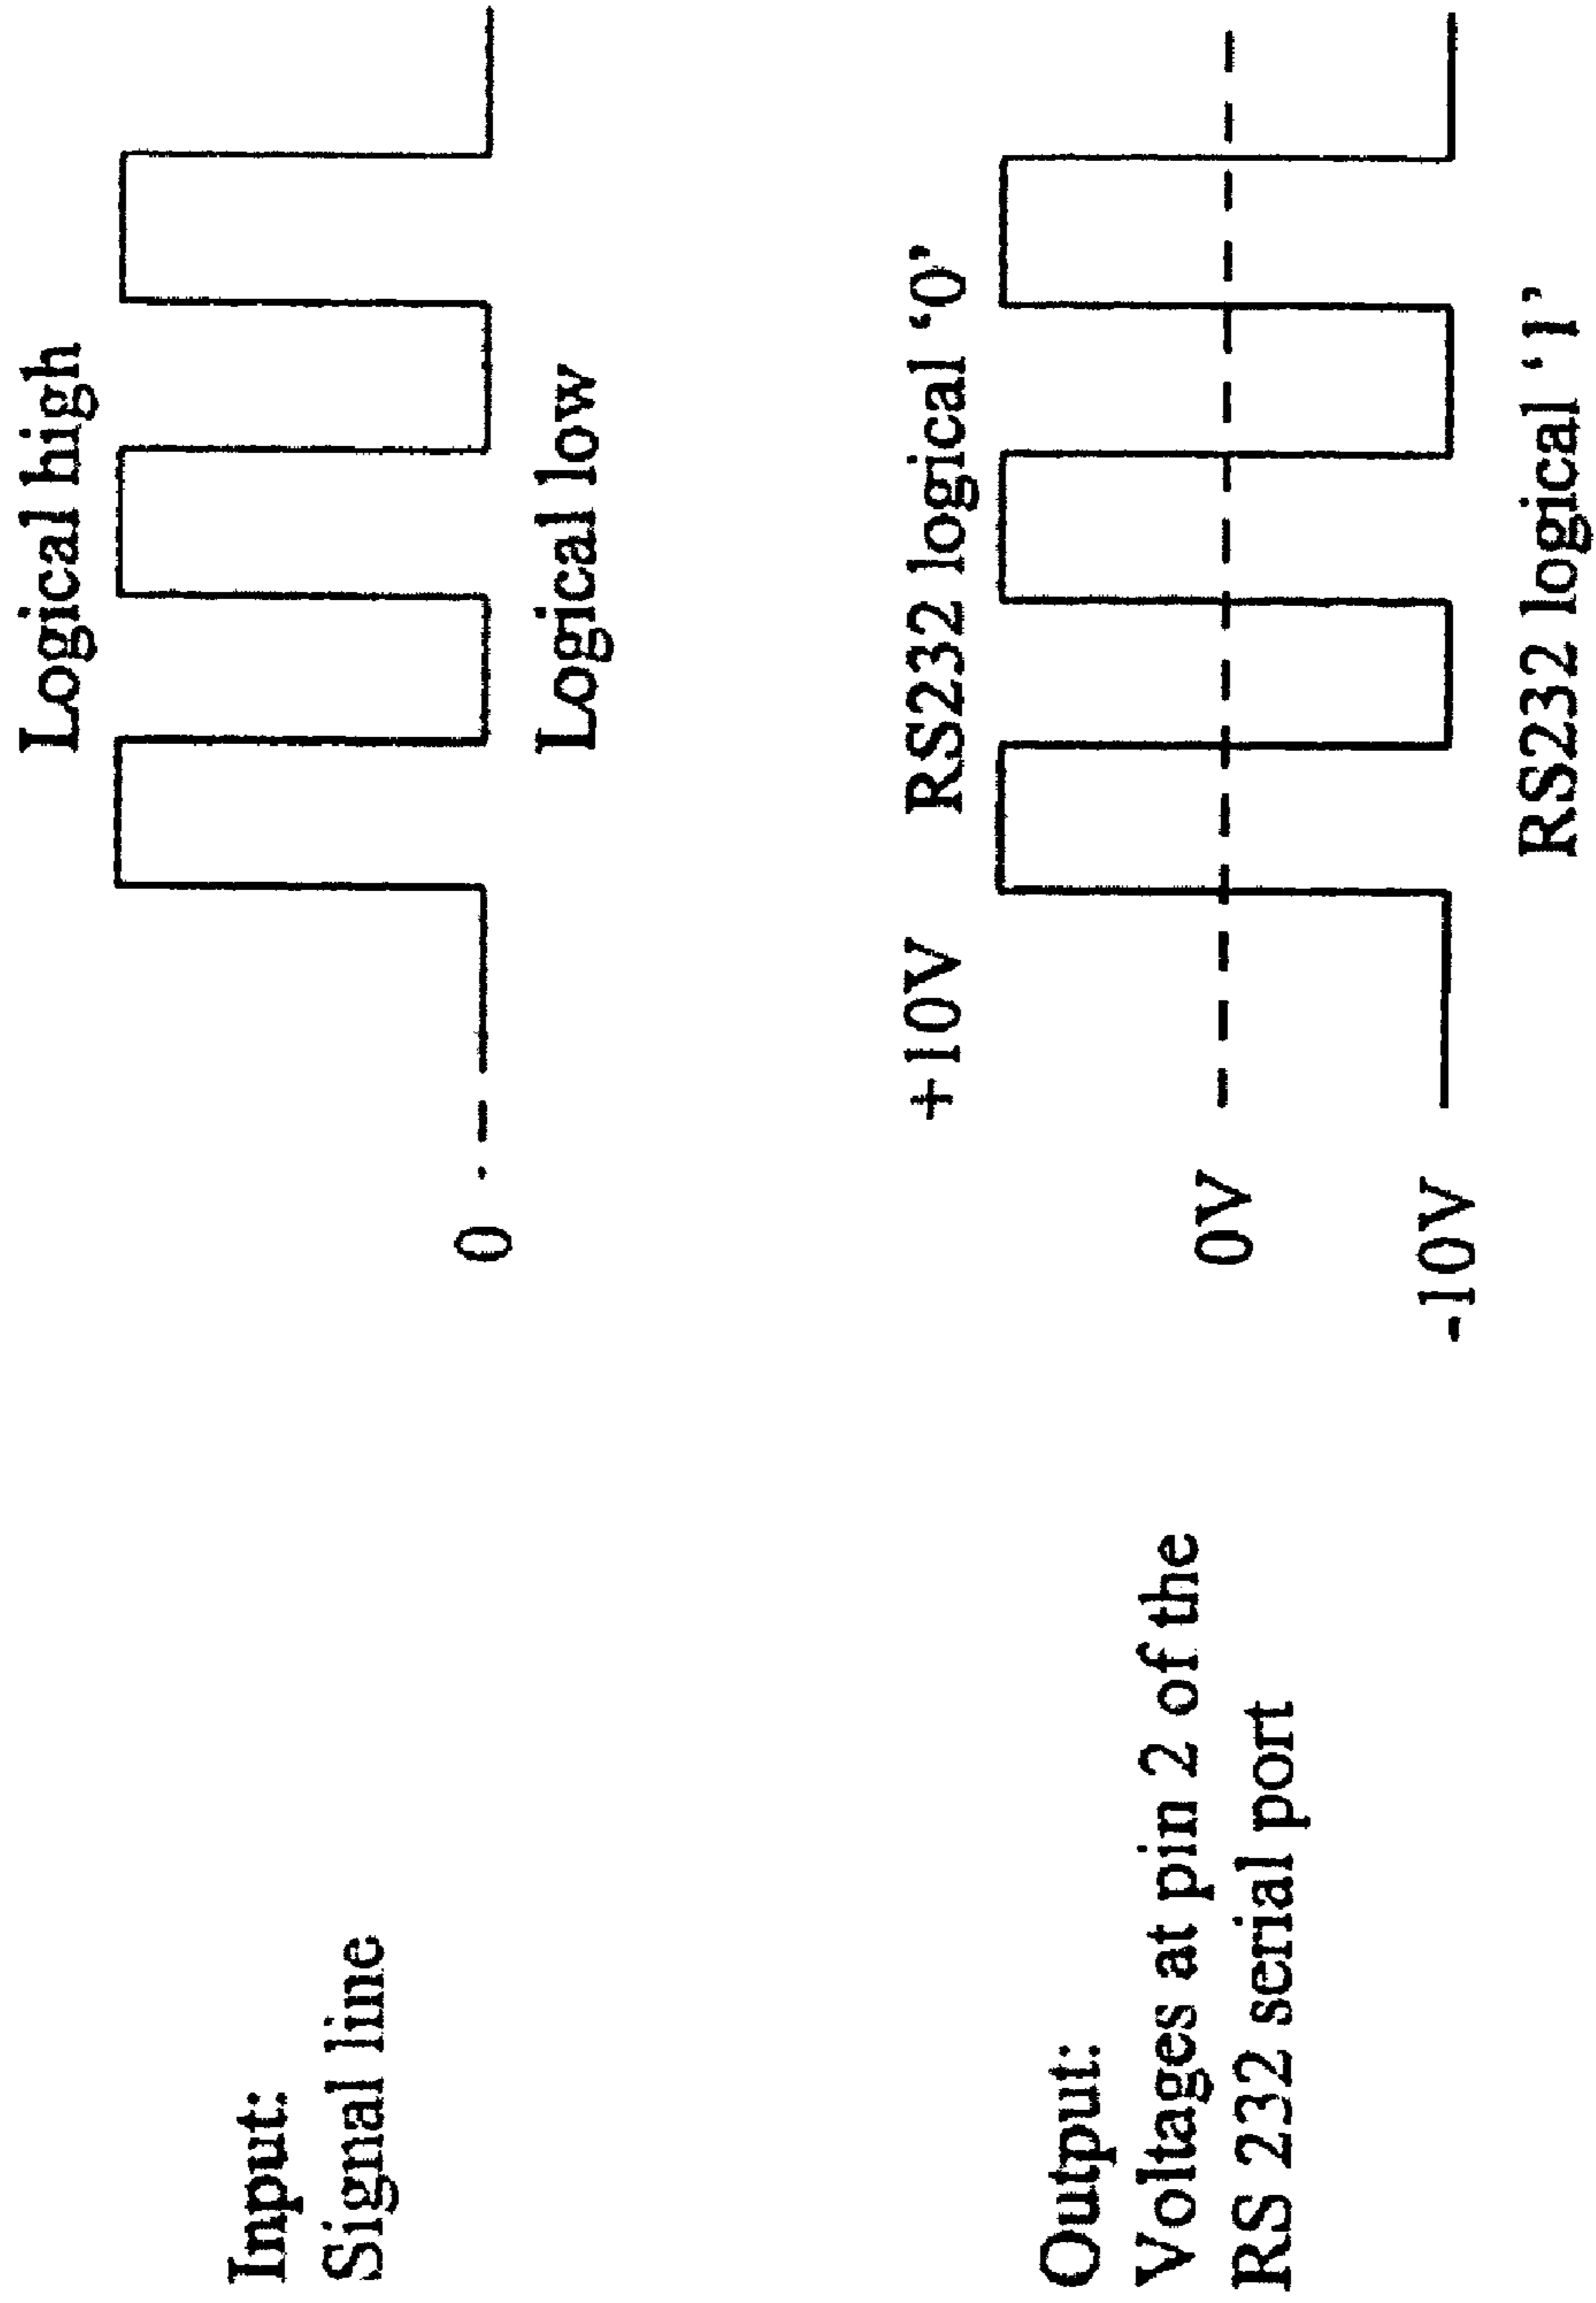 Input:
Signal line
Logical high
0
Logical low
Output:
Voltages at pin 2 of the
RS 232 serial port
+10V
RS232 logical ‘0’
0V
-10V
RS232 logical ‘1’